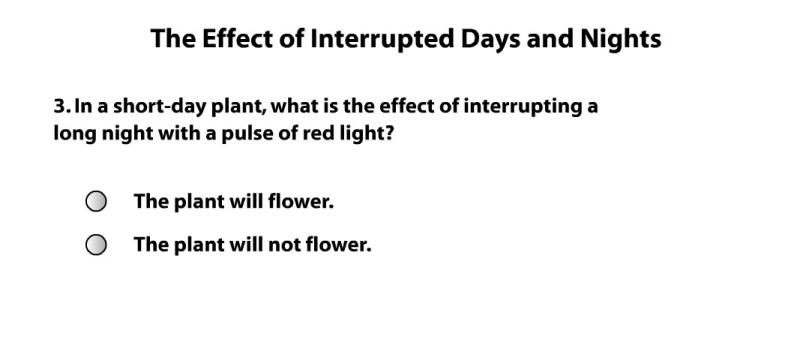 The Effect of Interrupted Days and Nights
3. In a short-day plant, what is the effect of interrupting a
long night with a pulse of red light?
The plant will flower.
The plant will not flower.